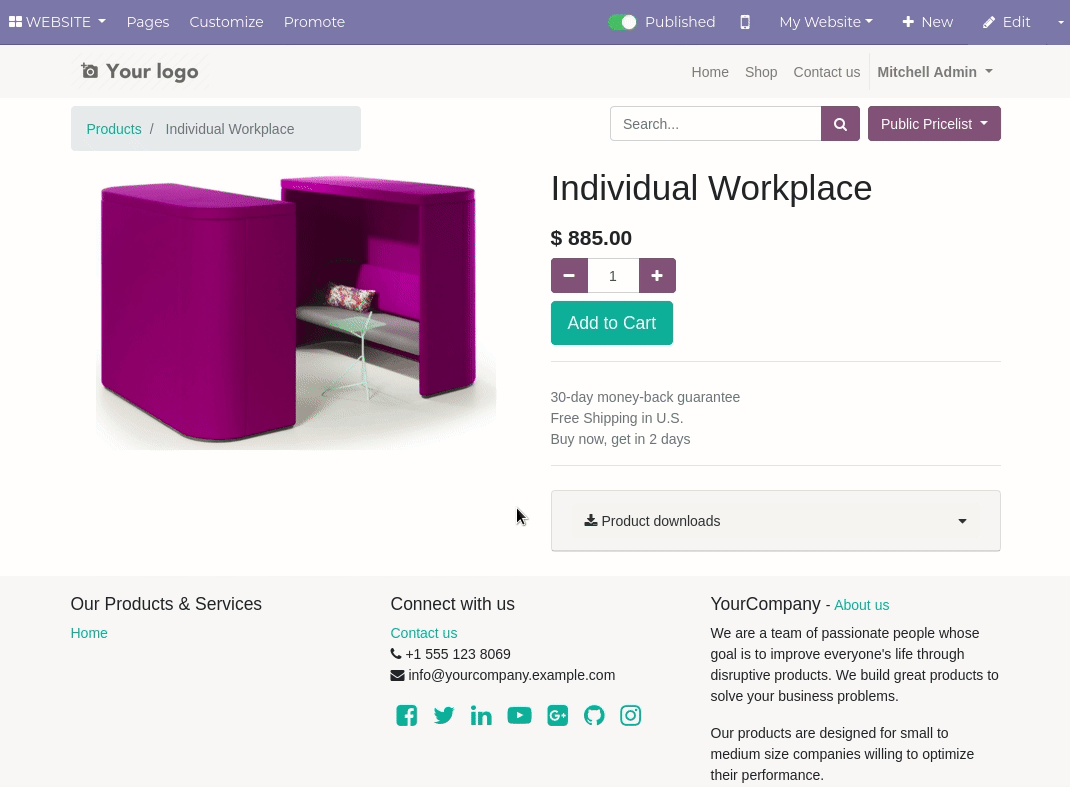 WEBSITE Pages Customize Promote Published My Website New Edit
Your logo Home Shop Contact us Mitchell Admin
Products / Individual Workplace Search... Public Pricelist
Individual Workplace
$ 885.00
1
Add to Cart
30-day money-back guarantee
Free Shipping in U.S.
Buy now, get in 2 days
Product downloads
Our Products & Services
Home
Connect with us
Contact us
+1 555 123 8069
info@yourcompany.example.com
YourCompany - About us
We are a team of passionate people whose
goal is to improve everyone's life through
disruptive products. We build great products to
solve your business problems.
Our products are designed for small to
medium size companies willing to optimize
their performance.